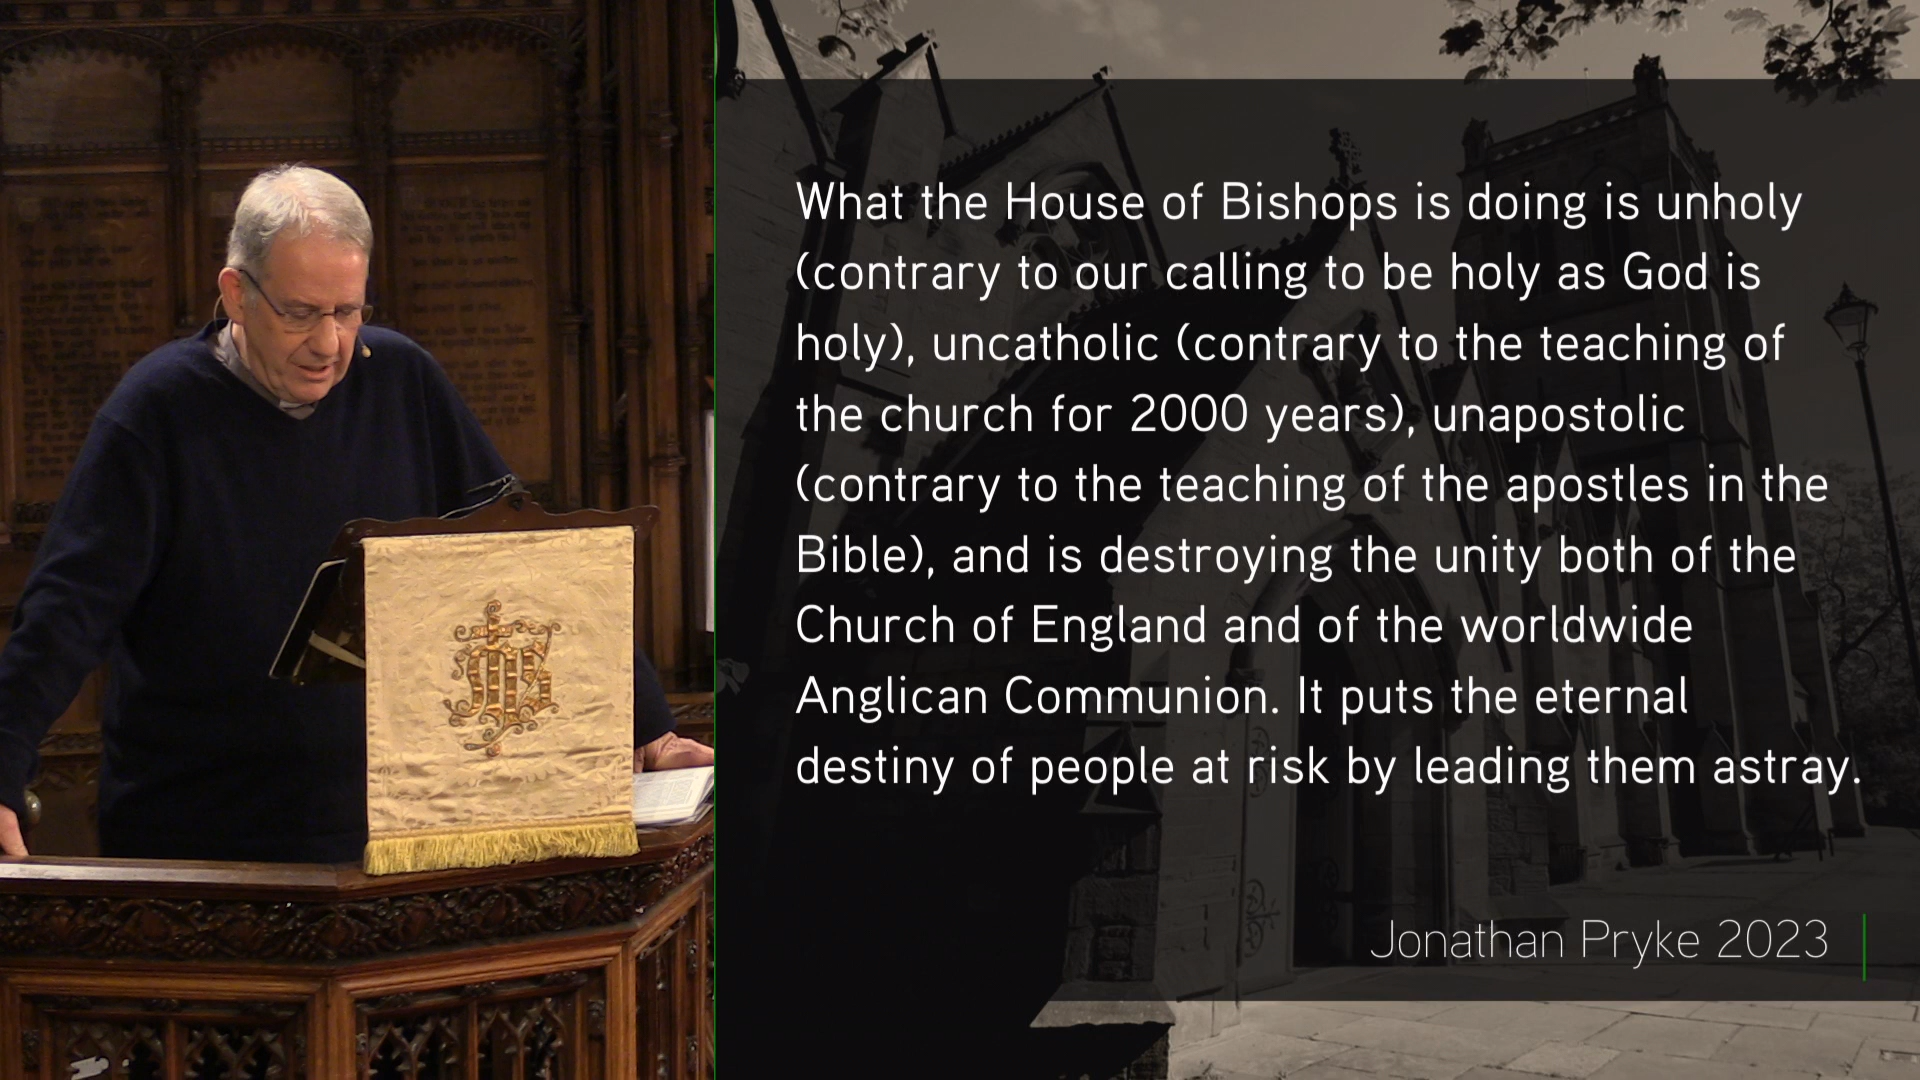 What the House of Bishops is doing is unholy
(contrary to our calling to be holy as God is
holy), uncatholic (contrary to the teaching of
the church for 2000 years), unapostolic
(contrary to the teaching of the apostles in the
Bible), and is destroying the unity both of the
Church of England and of the worldwide
Anglican Communion. It puts the eternal
destiny of people at risk by leading them astray.
Jonathan Pryke 2023